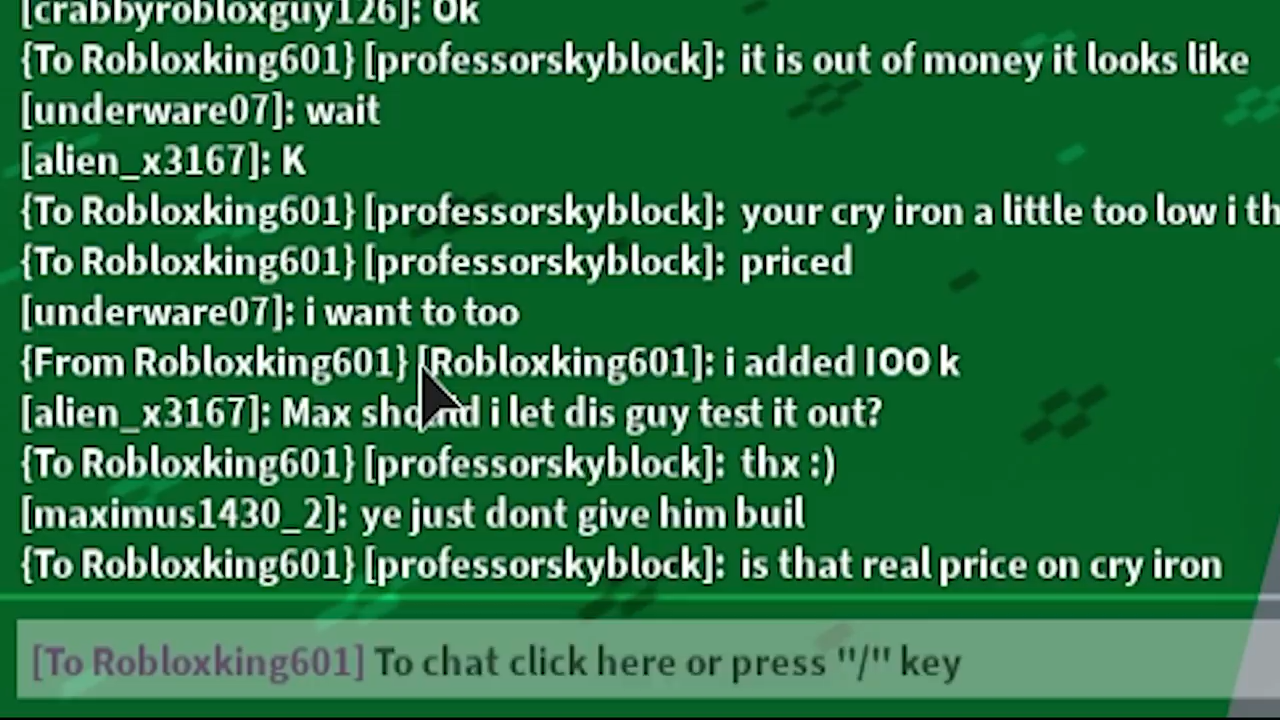 [crabbyrobloxguy126]: Ok
{To Robloxking601} [professorskyblock]: it is out of money it looks like
[underware07]: wait
[alien_x3167]: K
{To Robloxking601} [professorskyblock]: your cry iron a little too low i th
{To Robloxking601} [professorskyblock]: priced
[underware07]: i want to too
{From Robloxking601} [Robloxking601]: i added IOO k
[alien_x3167]: Max should i let dis guy test it out?
{To Robloxking601} [professorskyblock]: thx :)
[maximus1430_2]: ye just dont give him buil
{To Robloxking601} [professorskyblock]: is that real price on cry iron
[To Robloxking601] To chat click here or press "/" key